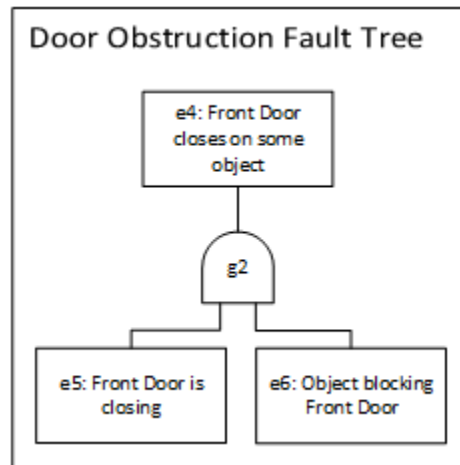 Door Obstruction Fault Tree
e4: Front Door
closes on some
object
g2
e5: Front Door is
closing
e6: Object blocking
Front Door